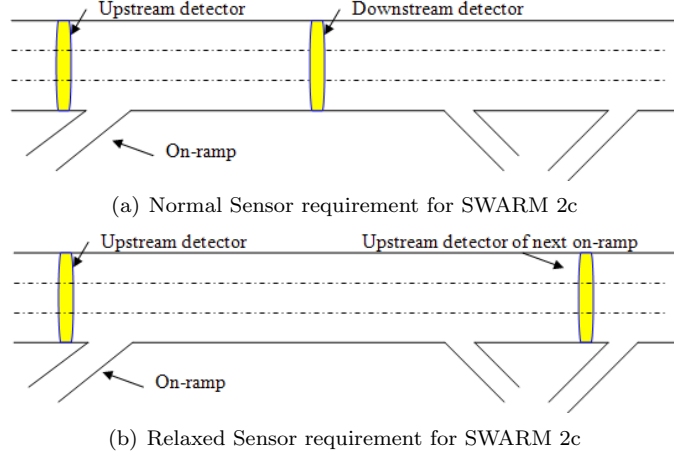 Upstream detector
Downstream detector
On-ramp
(a) Normal Sensor requirement for SWARM 2c
Upstream detector
Upstream detector of next on-ramp
On-ramp
(b) Relaxed Sensor requirement for SWARM 2c